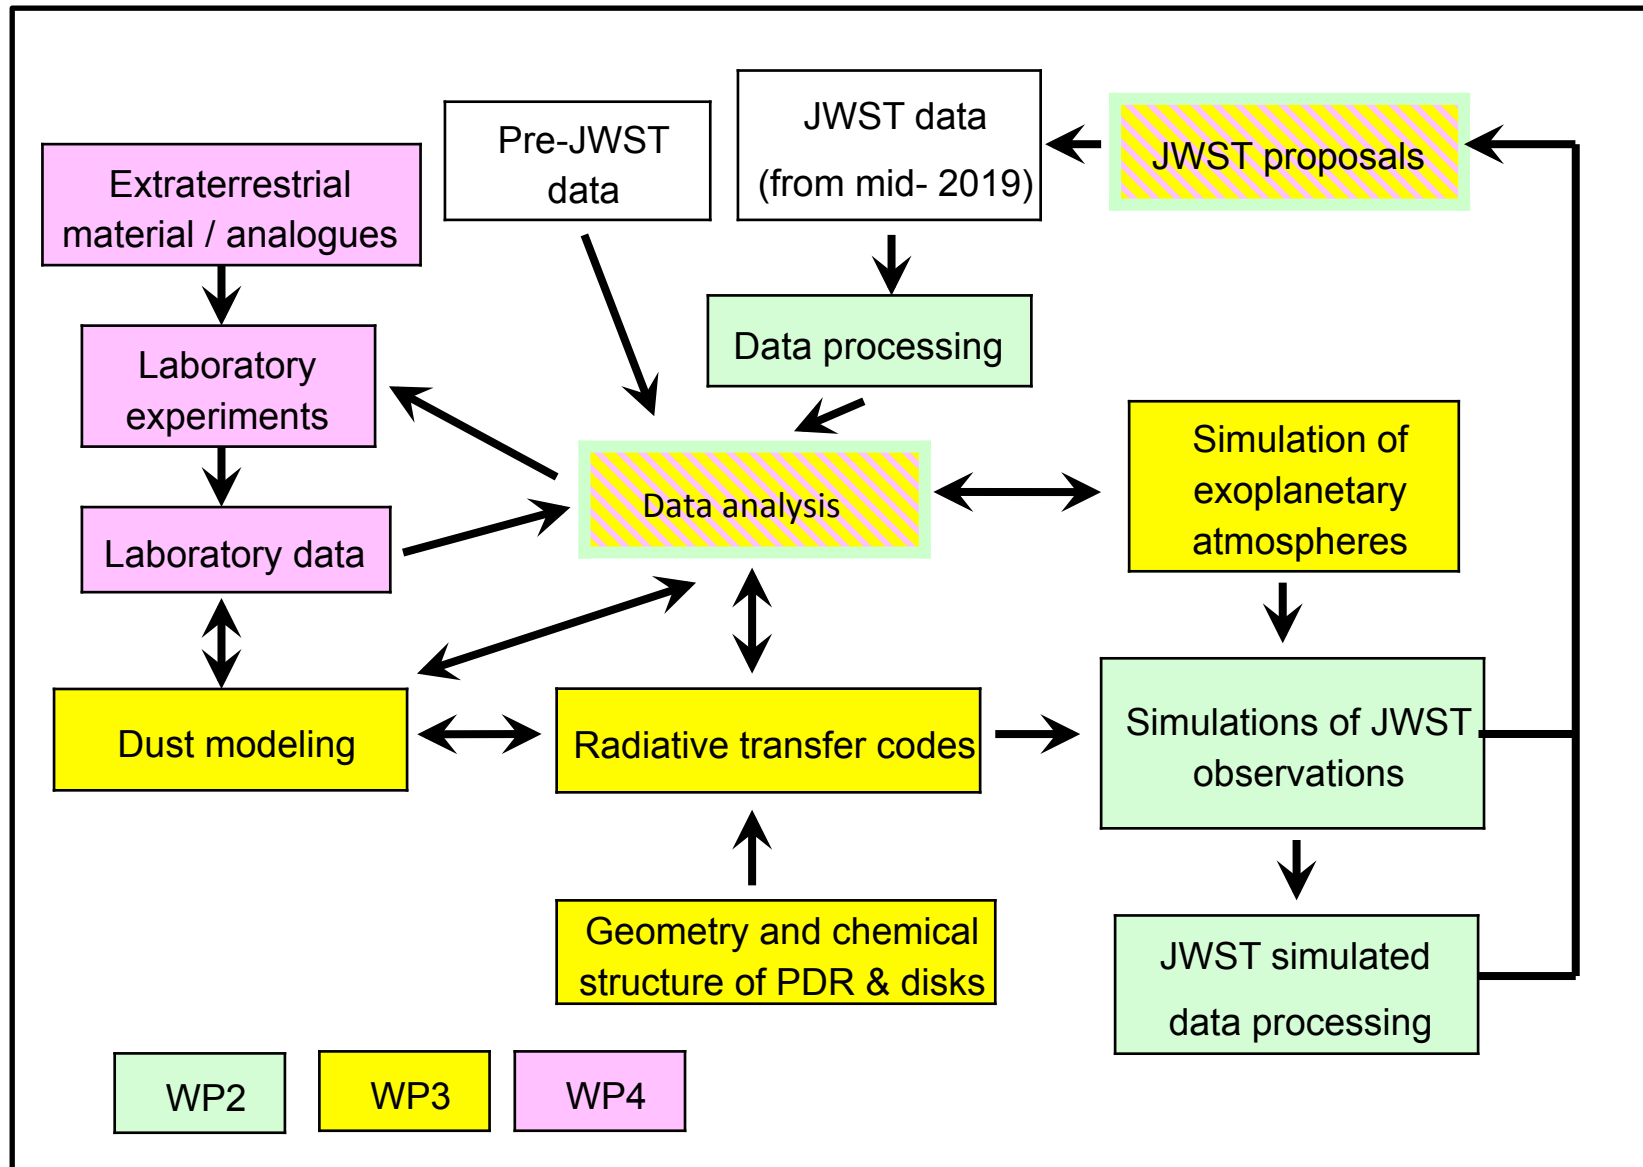 Pre-JWST
data
JWST data
(from mid- 2019)
JWST proposals
Extraterrestrial
material / analogues
Data processing
Laboratory
experiments
Simulation of
exoplanetary
atmospheres
Data analysis
Laboratory data
Dust modeling
Radiative transfer codes
Simulations of JWST
observations
Geometry and chemical
structure of PDR & disks
JWST simulated
data processing
WP2
WP3
WP4